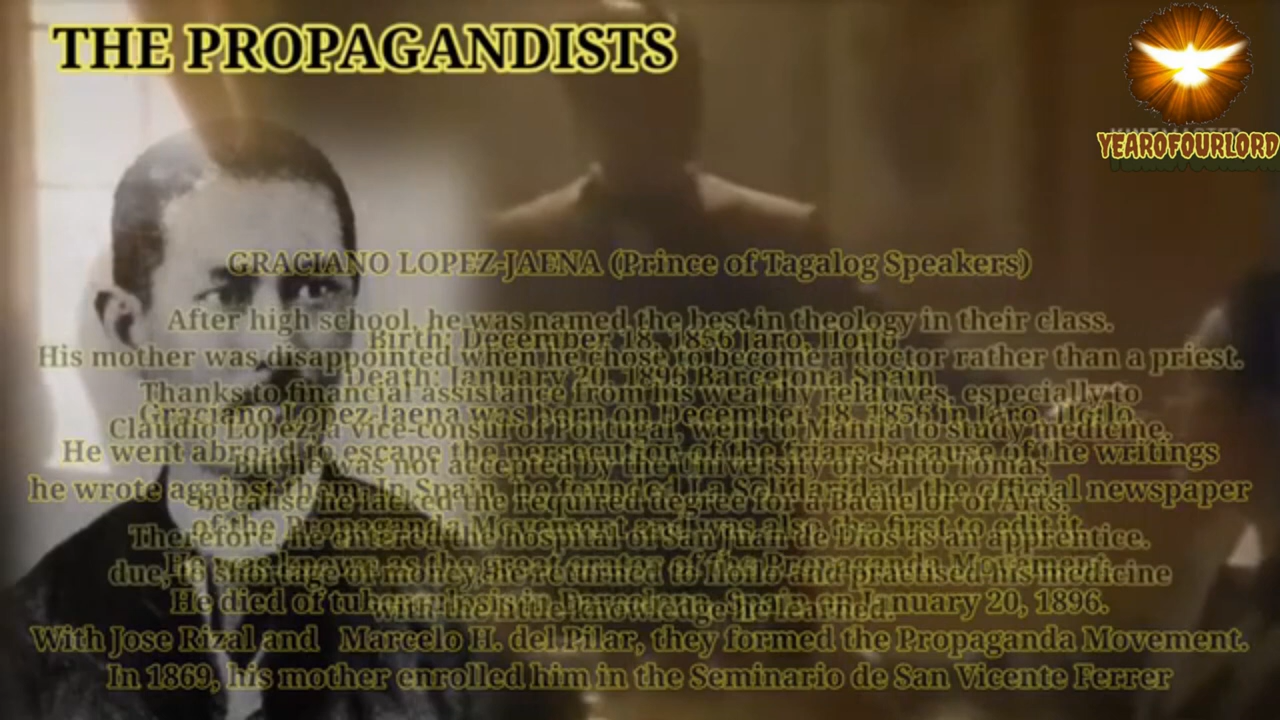 THE PROPAGANDISTS
YEAROFOURLORD
GRACIANO LOPEZ-JAENA (Prince of Tagalog Speakers)
After high school, he was named the best in theology in their class.
Birth: December 18, 1856 Jaro, Iloilo
His mother was disappointed when he chose to become a doctor rather than a priest.
Death: January 20, 1896 Barcelona Spain
Thanks to financial assistance from his wealthy relatives, especially to
Graciano Lopez-Jaena was born on December 18, 1856 in Jaro, Iloilo
Claudio Lopez, a vice-consul of Portugal, went to Manila to study medicine.
He went abroad to escape the persecution of the friars because of the writings
But he was not accepted by the University of Santo Tomas
he wrote against them. In Spain, he founded La Solidaridad, the official newspaper
because he lacked the required degree for a Bachelor of Arts.
of the Propaganda Movement and was also the first to edit it.
Therefore, he entered the hospital of San Juan de Dios as an apprentice.
He was known as the great orator of the Propaganda Movement
due to shortage of money, he returned to Iloilo and practised his medicine
He died of tuberculosis in Spain on January 20, 1896.
with the little knowledge he learned.
With Jose Rizal and Marcelo H. del Pilar, they formed the Propaganda Movement.
In 1869, his mother enrolled him in the Seminario de San Vicente Ferrer